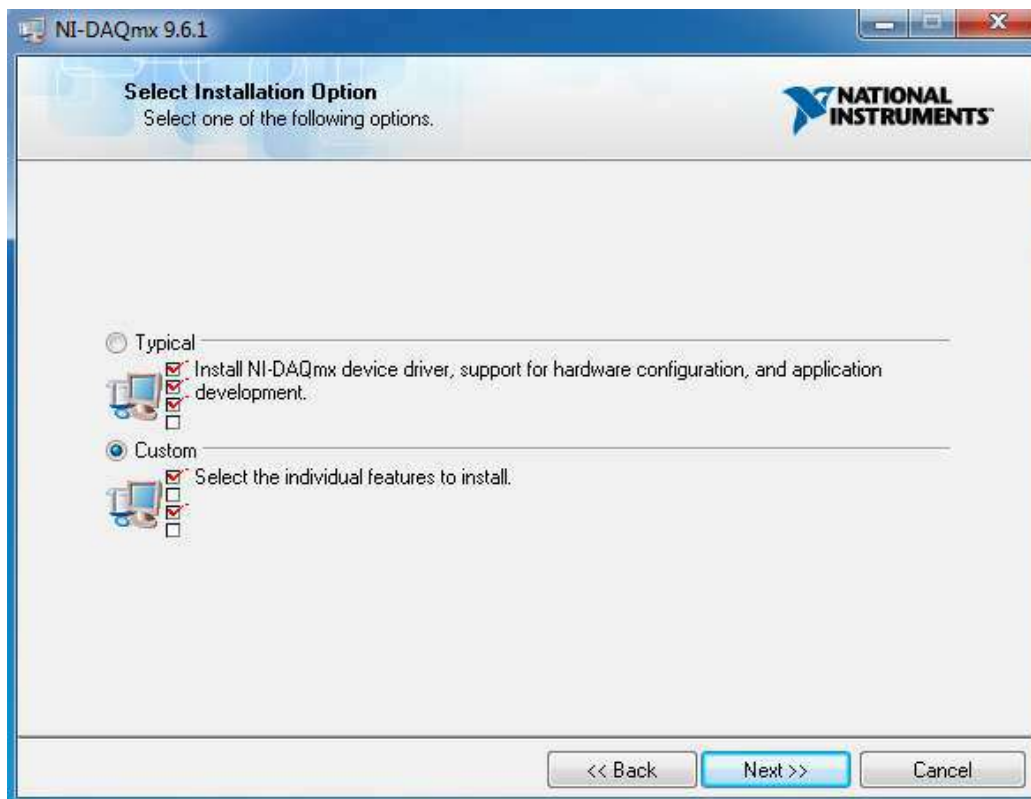 NI-DAQmx 9.6.1
Select Installation Option
Select one of the following options.
NATIONAL
INSTRUMENTS
Typical
Install NI-DAQmx device driver, support for hardware configuration, and application
development.
Custom
Select the individual features to install.
<< Back
Next >>
Cancel